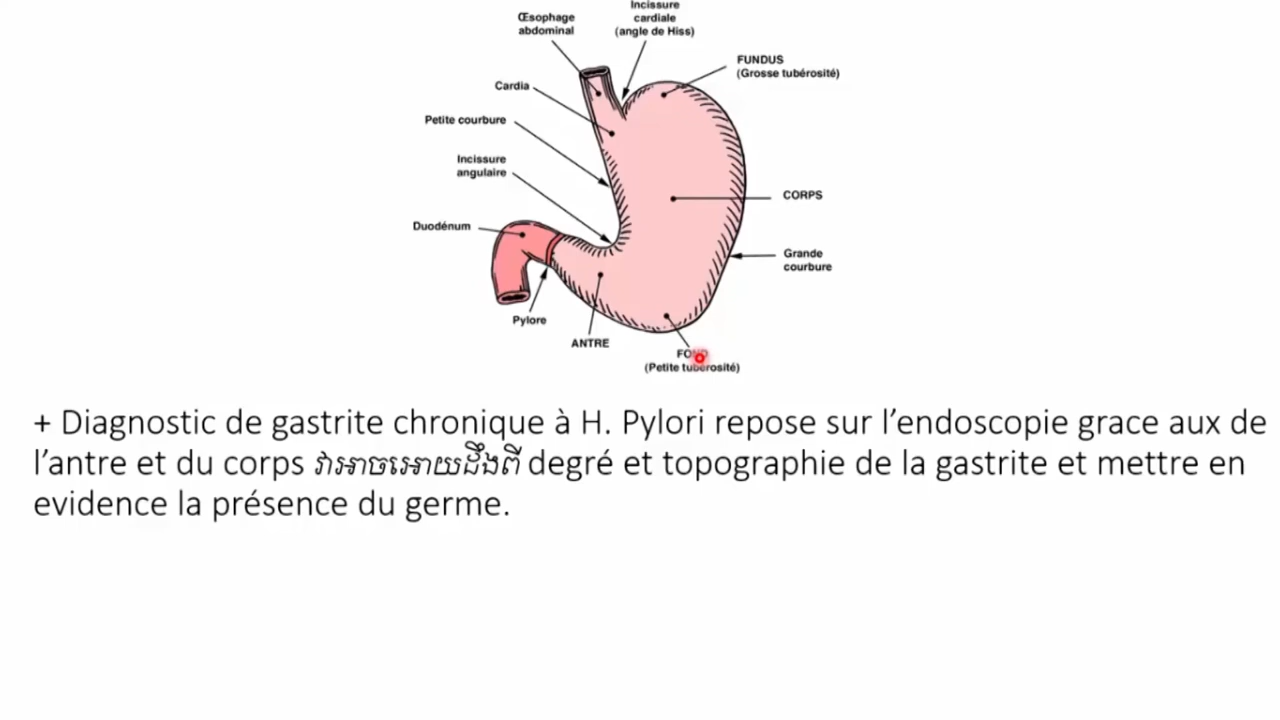 Œsophage
abdominal
Incissure
cardiale
(angle de Hiss)
FUNDUS
(Grosse tubérosité)
Cardia
Petite courbure
Incissure
angulaire
CORPS
Duodénum
Grande
courbure
Pylore
ANTRE
FOND
(Petite tubérosité)
+ Diagnostic de gastrite chronique à H. Pylori repose sur l’endoscopie grace aux de
l’antre et du corps វាអាចអោយដឹងពី degré et topographie de la gastrite et mettre en
evidence la présence du germe.